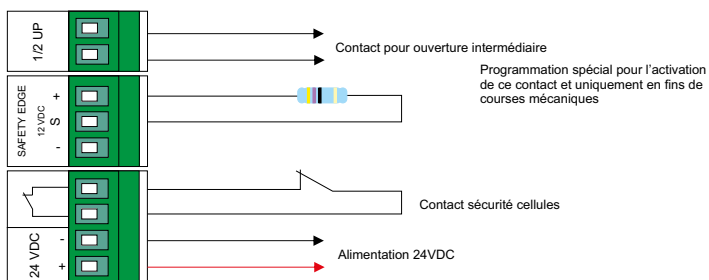 1/2 UP
Contact pour ouverture intermédiaire
Programmation spécial pour l'activation
de ce contact et uniquement en fins de
courses mécaniques
SAFETY EDGE
12 VDC
+
S
-
Contact sécurité cellules
24 VDC
-
+
Alimentation 24VDC